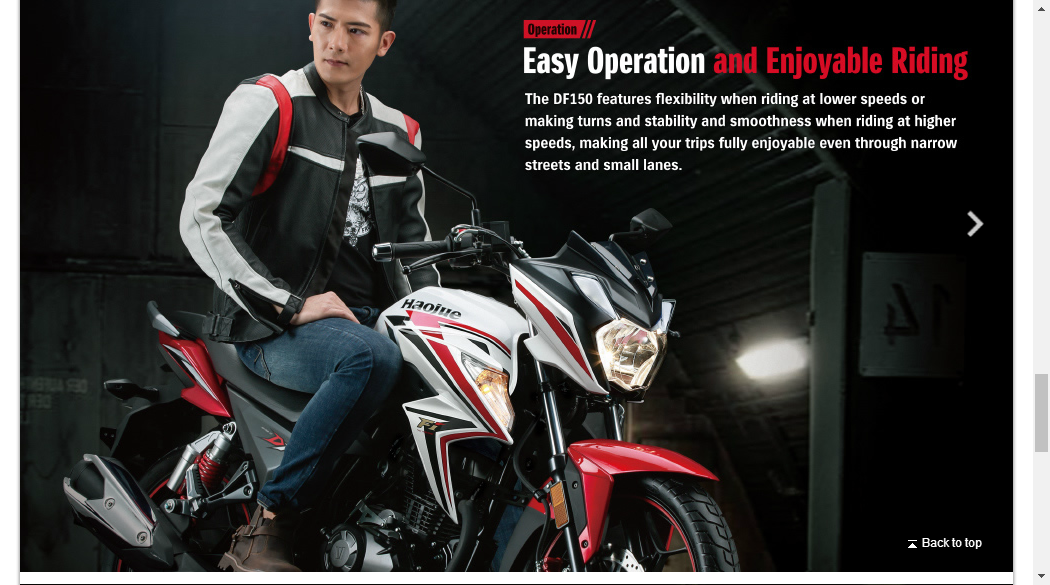 Operation
Easy Operation and Enjoyable Riding
The DF150 features flexibility when riding at lower speeds or
making turns and stability and smoothness when riding at higher
speeds, making all your trips fully enjoyable even through narrow
streets and small lanes.
Haojue
Back to top